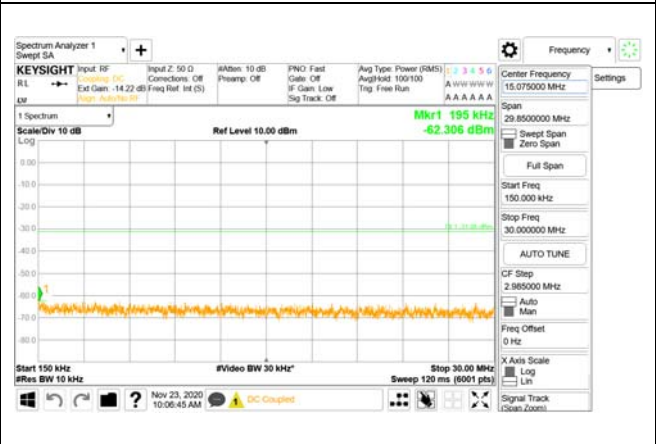 Spectrum Analyzer 1
Swept SA
+
Frequency
KEYSIGHT
RL
Input: RF
Coupling: DC
Ext Gain: -14.22 dB
Align: Auto/No RF
Input Z: 50 Ω
Corrections: Off
Freq Ref: Int (S)
#Atten: 10 dB
Preamp: Off
PNO: Fast
Gate: Off
IF Gain: Low
Sig Track: Off
Avg Type: Power (RMS)
Avg|Hold: 100/100
Trig: Free Run
1 2 3 4 5 6
A W W W W W
A A A A A A
1 Spectrum
Scale/Div 10 dB
Log
Ref Level 10.00 dBm
Mkr1 195 kHz
-62.306 dBm
0.00
-10.0
-20.0
-30.0
-40.0
-50.0
-60.0
-70.0
-80.0
1
Start 150 kHz
#Res BW 10 kHz
#Video BW 30 kHz*
Stop 30.00 MHz
Sweep 120 ms (6001 pts)
Nov 23, 2020
10:06:45 AM
DC Coupled
Settings
Center Frequency
15.075000 MHz
Span
29.8500000 MHz
Swept Span
Zero Span
Full Span
Start Freq
150.000 kHz
Stop Freq
30.000000 MHz
AUTO TUNE
CF Step
2.985000 MHz
Auto
Man
Freq Offset
0 Hz
X Axis Scale
Log
Lin
Signal Track
(Span Zoom)